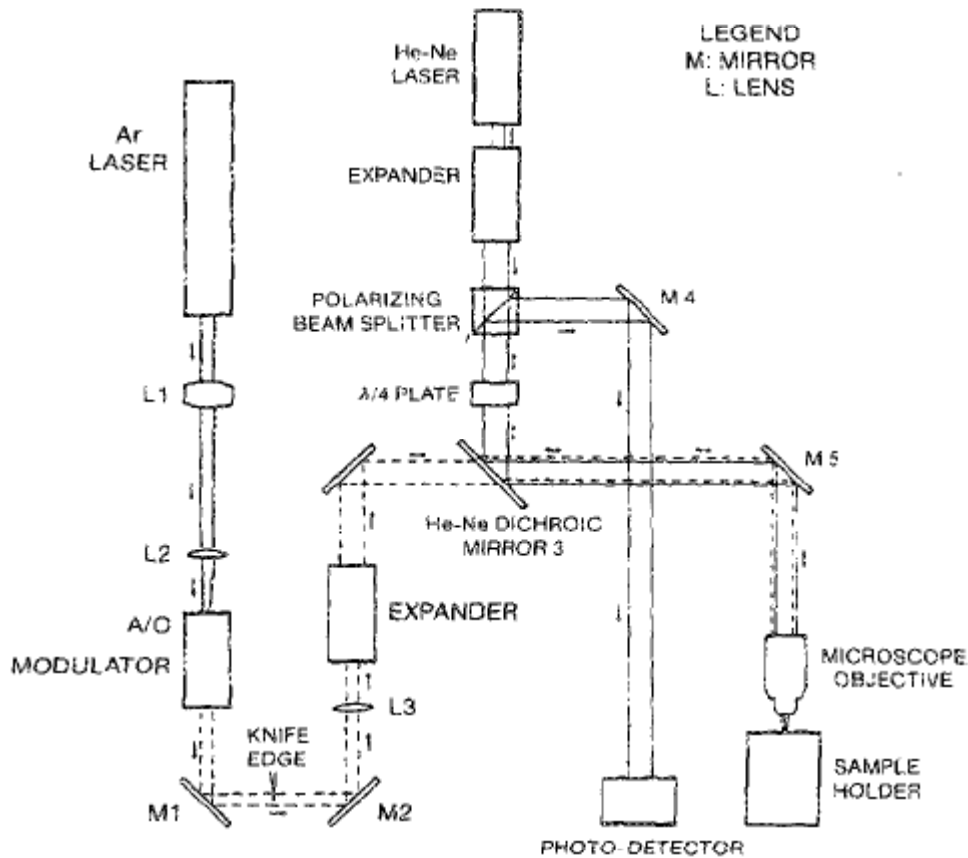 He-Ne
LASER
LEGEND
M: MIRROR
L: LENS
Ar
LASER
EXPANDER
M 4
POLARIZING
BEAM SPLITTER
L1
λ/4 PLATE
M 5
He-Ne DICHROIC
MIRROR 3
L2
A/O
MODULATOR
EXPANDER
MICROSCOPE
OBJECTIVE
L3
KNIFE
EDGE
SAMPLE
HOLDER
M1
M2
PHOTO-DETECTOR